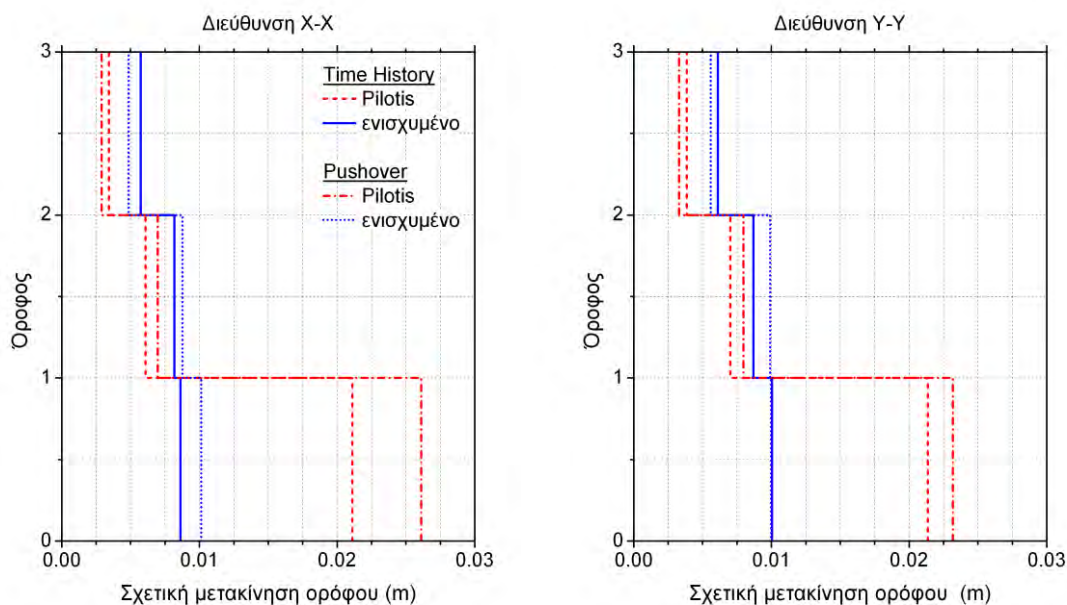 Διεύθυνση X-X
3
2
1
0
Όροφος
Time History
Pilotis
ενισχυμένο
Pushover
Pilotis
ενισχυμένο
0.00 0.01 0.02 0.03
Σχετική μετακίνηση ορόφου (m)
Διεύθυνση Y-Y
3
2
1
0
Όροφος
0.00 0.01 0.02 0.03
Σχετική μετακίνηση ορόφου (m)